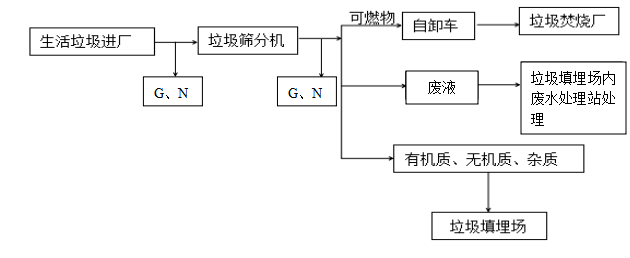 生活垃圾进厂
垃圾筛分机
可燃物
自卸车
垃圾焚烧厂
G、N
G、N
废液
垃圾填埋场内
废水处理站处
理
有机质、无机质、杂质
垃圾填埋场